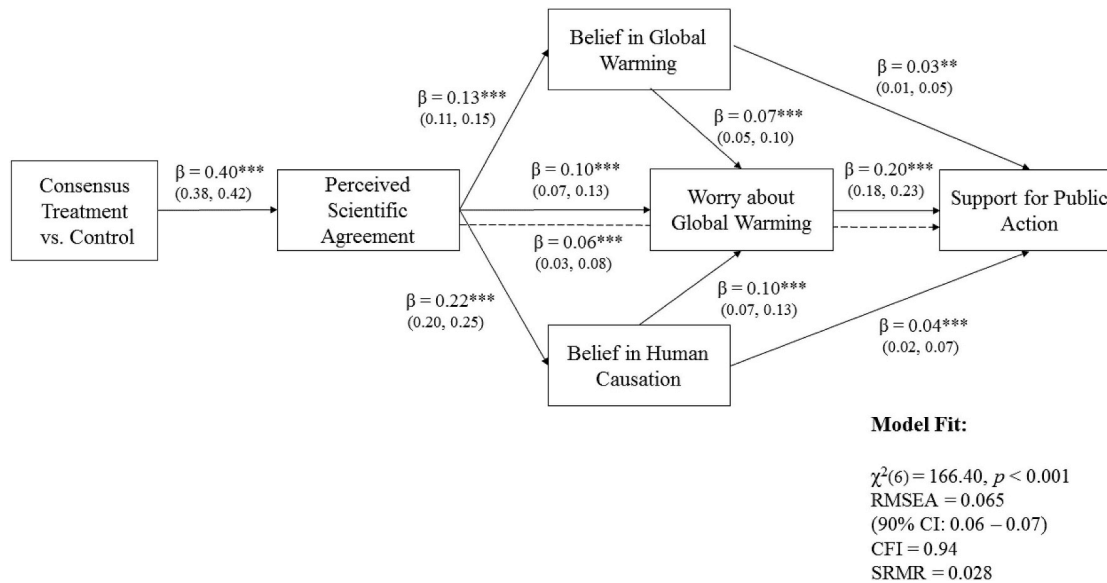 Belief in Global
Warming
β = 0.03**
(0.01, 0.05)
β = 0.13***
(0.11, 0.15)
β = 0.07***
(0.05, 0.10)
Consensus
Treatment
vs. Control
β = 0.40***
(0.38, 0.42)
Perceived
Scientific
Agreement
β = 0.10***
(0.07, 0.13)
Worry about
Global Warming
β = 0.20***
(0.18, 0.23)
Support for Public
Action
β = 0.06***
(0.03, 0.08)
β = 0.22***
(0.20, 0.25)
β = 0.10***
(0.07, 0.13)
β = 0.04***
(0.02, 0.07)
Belief in Human
Causation
Model Fit:
χ²(6) = 166.40, p < 0.001
RMSEA = 0.065
(90% CI: 0.06 – 0.07)
CFI = 0.94
SRMR = 0.028